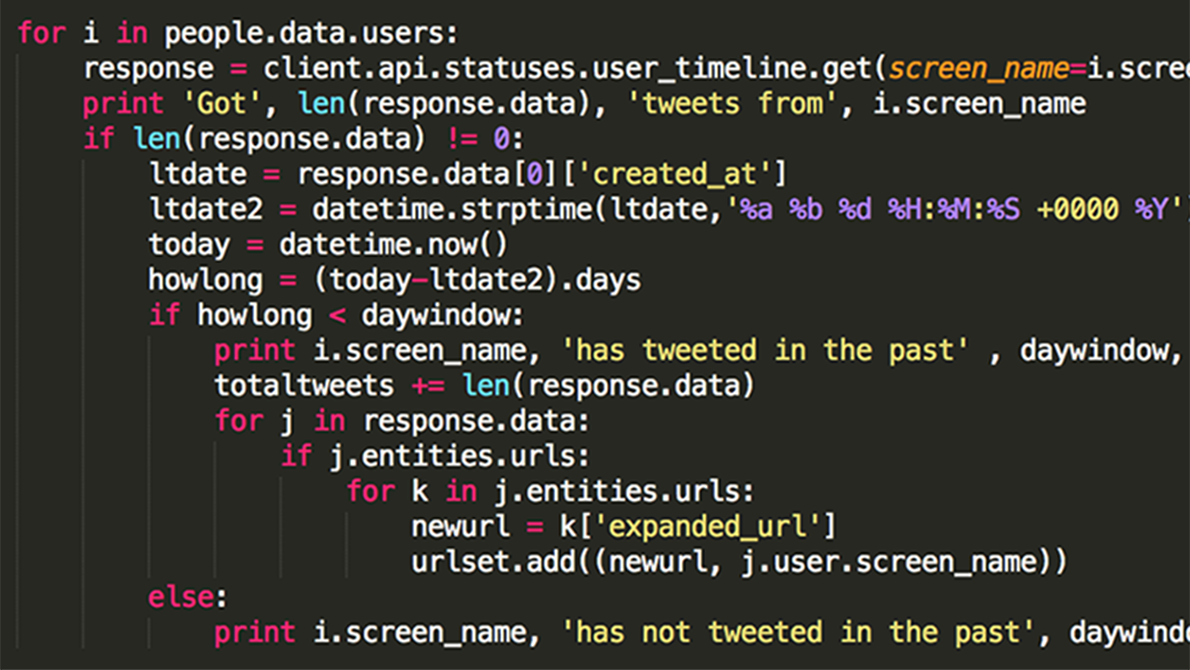 for i in people.data.users:
    response = client.api.statuses.user_timeline.get(screen_name=i.scree
    print 'Got', len(response.data), 'tweets from', i.screen_name
    if len(response.data) != 0:
        ltdate = response.data[0]['created_at']
        ltdate2 = datetime.strptime(ltdate,'%a %b %d %H:%M:%S +0000 %Y')
        today = datetime.now()
        howlong = (today-ltdate2).days
        if howlong < daywindow:
            print i.screen_name, 'has tweeted in the past' , daywindow,
            totaltweets += len(response.data)
            for j in response.data:
                if j.entities.urls:
                    for k in j.entities.urls:
                        newurl = k['expanded_url']
                        urlset.add((newurl, j.user.screen_name))
        else:
            print i.screen_name, 'has not tweeted in the past', daywindo